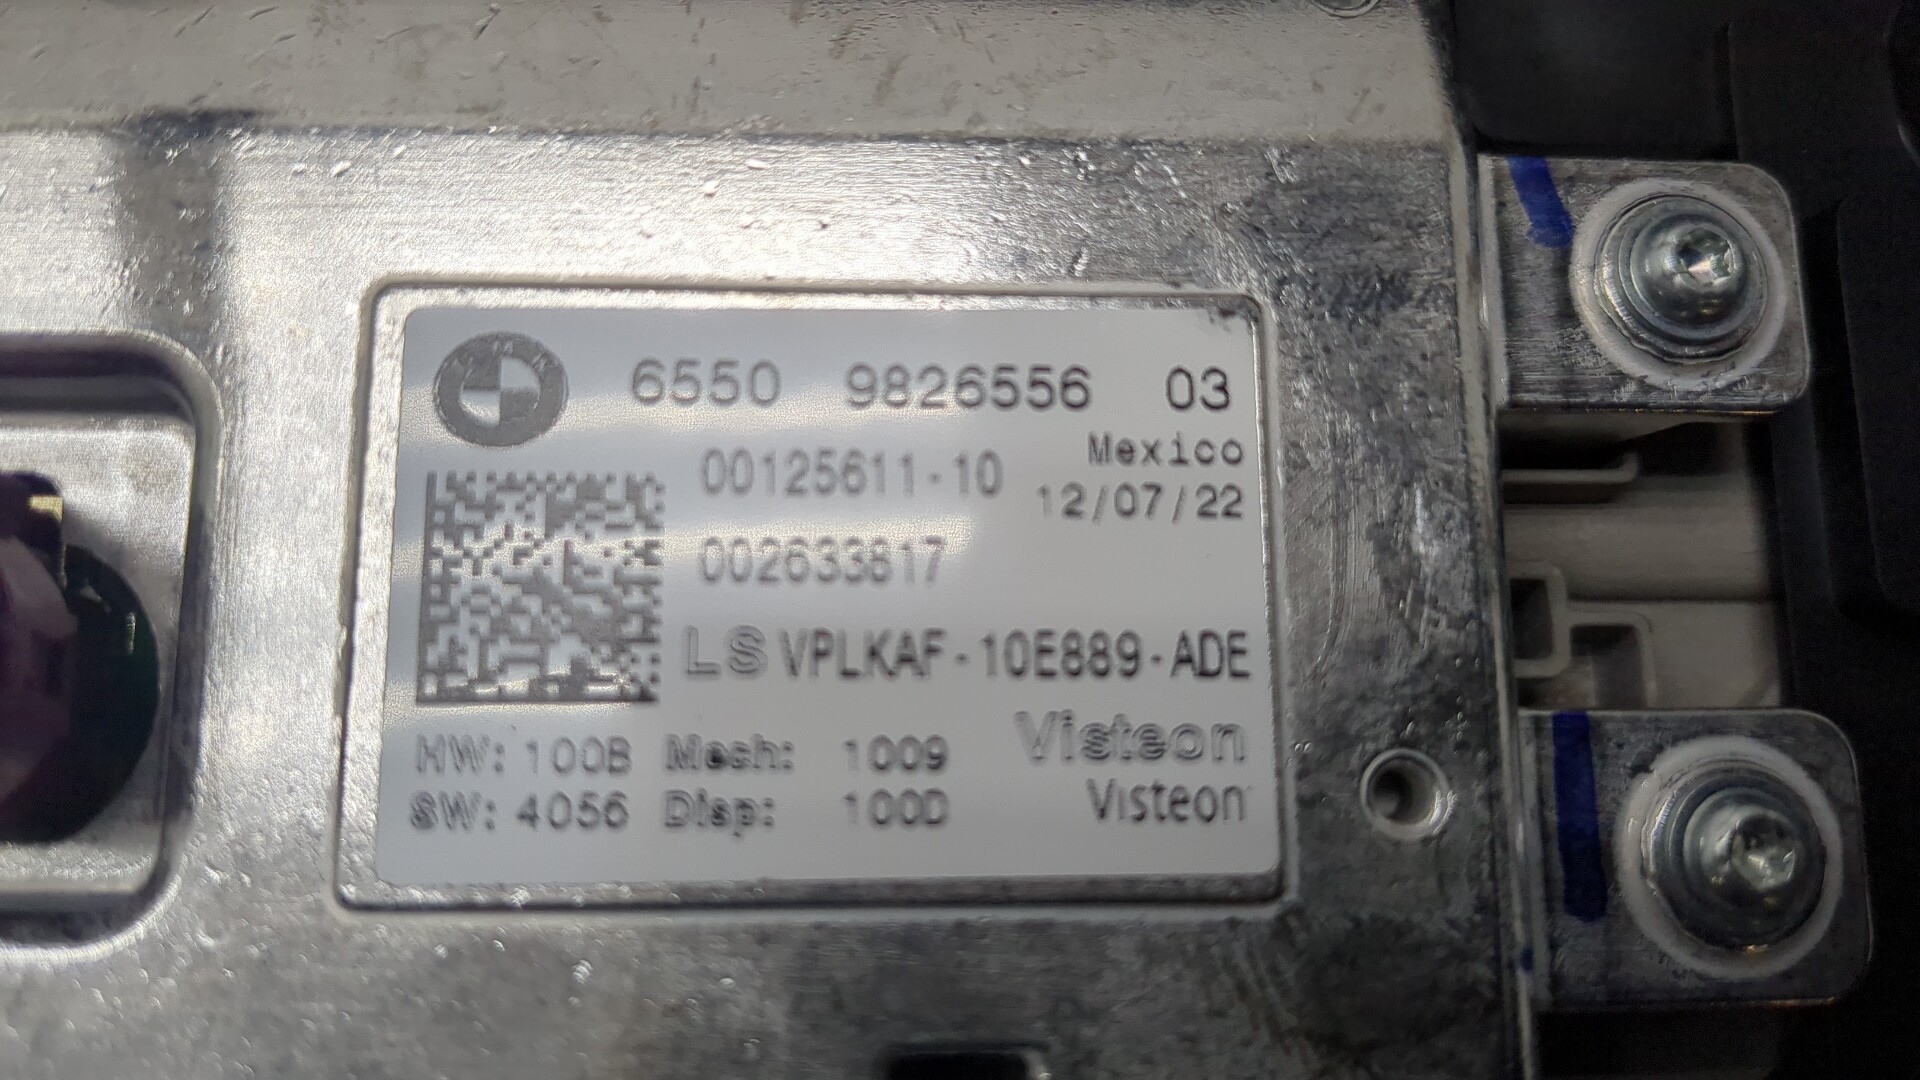 BMW
6550 9826556 03
00125611-10 Mexico
12/07/22
002633817
LS VPLKAF-10E889-ADE
HW: 100B Mech: 1009 Visteon
SW: 4056 Disp: 100D Visteon